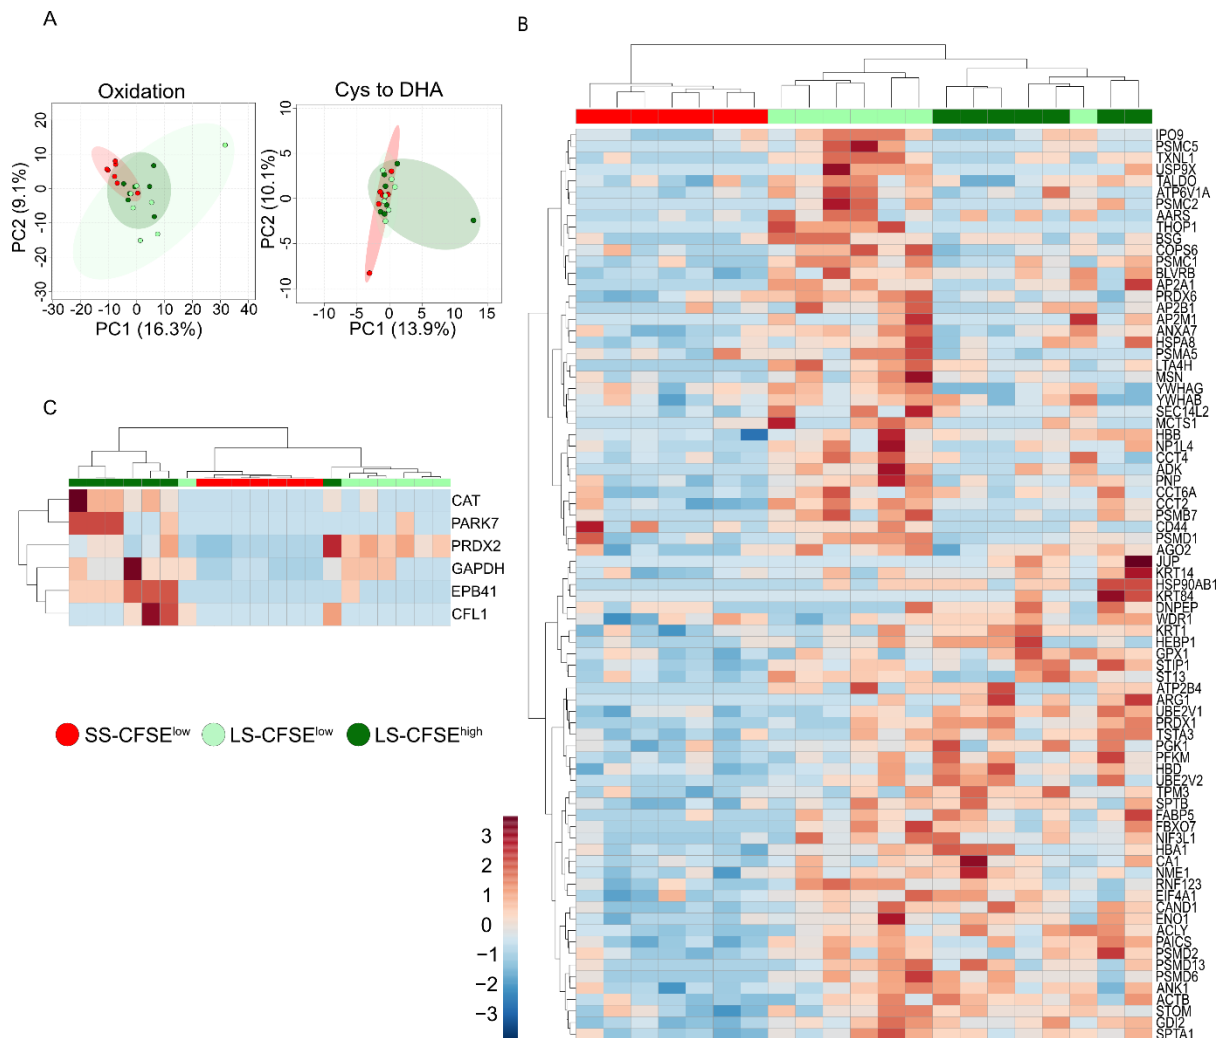 A
B
Oxidation
Cys to DHA
20
10
0
-10
-20
-30
PC2 (9.1%)
-30
-20
0
20
30
40
PC1 (16.3%)
10
5
0
-5
-10
PC2 (10.1%)
-10
-5
0
5
10
15
PC1 (13.9%)
C
CAT
PARK7
PRDX2
GAPDH
EPB41
CFL1
SS-CFSElow
LS-CFSElow
LS-CFSEhigh
3
2
1
0
−1
−2
−3
IPO9
PSMC5
TXNL1
USP9X
TALDO
ATP6V1A
PSMC2
AARS
THOP1
BSG
COPS6
PSMC1
BLVRB
AP2A1
PRDX6
AP2B1
AP2M1
ANXA7
HSPA8
PSMA5
LTA4H
MSN
YWHAG
YWHAB
SEC14L2
MCTS1
HBB
NP1L4
CCT4
ADK
PNP
CCT6A
CCT2
PSMB7
CD44
PSMD1
AGO2
JUP
KRT14
HSP90AB1
KRT84
DNPEP
WDR1
KRT1
HEBP1
GPX1
STIP1
ST13
ATP2B4
ARG1
UBE2V1
PRDX1
TSTA3
PGK1
PFKM
HBD
UBE2V2
TPM3
SPTB
FABP5
FBXO7
NIF3L1
HBA1
CA1
NME1
RNF123
EIF4A1
CAND1
ENO1
ACLY
PAICS
PSMD2
PSMD13
PSMD6
ANK1
ACTB
STOM
GDI2
SPTA1